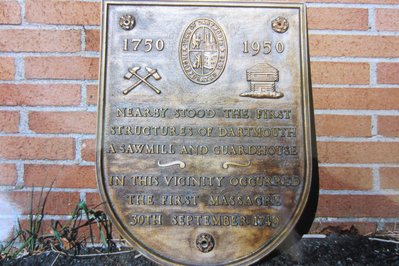 1750 1950
NEARBY STOOD THE FIRST
STRUCTURES OF DARTMOUTH
A SAWMILL AND GUARDHOUSE
IN THIS VICINITY OCCURRED
THE FIRST MASSACRE
30TH SEPTEMBER 1749